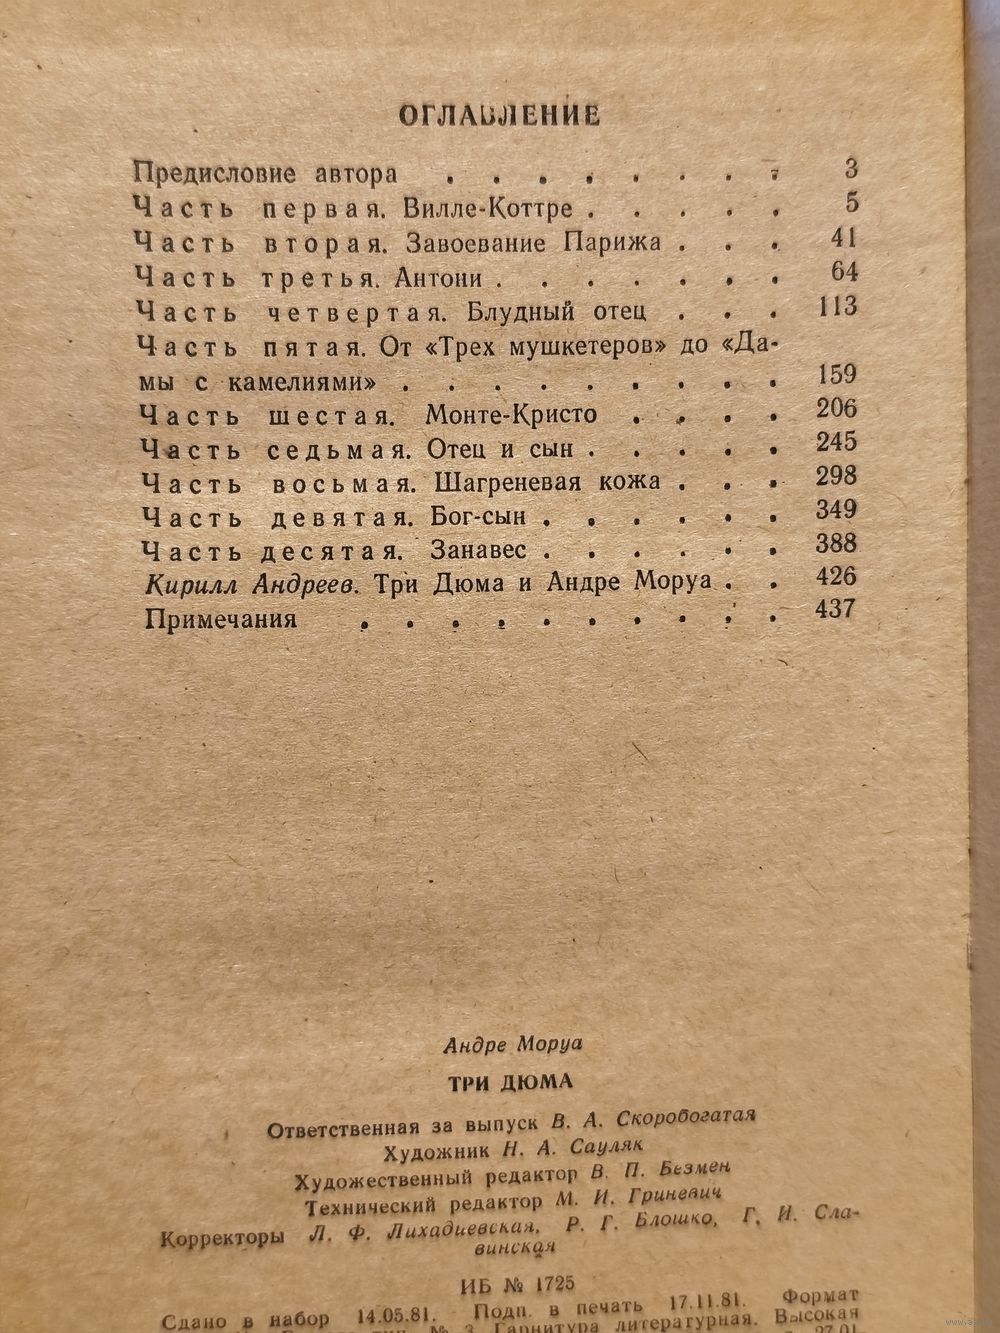 ОГЛАВЛЕНИЕ
Предисловие автора . . . . . . . . 3
Часть первая. Вилле-Коттре . . . . . 5
Часть вторая. Завоевание Парижа . . . 41
Часть третья. Антони . . . . . . . 64
Часть четвертая. Блудный отец . . . 113
Часть пятая. От «Трех мушкетеров» до «Да-
мы с камелиями» . . . . . . . . . 159
Часть шестая. Монте-Кристо . . . . 206
Часть седьмая. Отец и сын . . . . . 245
Часть восьмая. Шагреневая кожа . . . 298
Часть девятая. Бог-сын . . . . . . 349
Часть десятая. Занавес . . . . . . 388
Кирилл Андреев. Три Дюма и Андре Моруа . . 426
Примечания . . . . . . . . . . 437
Андре Моруа
ТРИ ДЮМА
Ответственная за выпуск В. А. Скоробогатая
Художник Н. А. Сауляк
Художественный редактор В. П. Безмен
Технический редактор М. И. Гриневич
Корректоры Л. Ф. Лихадиевская, Р. Г. Блошко, Г. И. Сла-
винская
ИБ № 1725
Сдано в набор 14.05.81. Подп. в печать 17.11.81. Формат
№ 3. Гарнитура литературная. Высокая